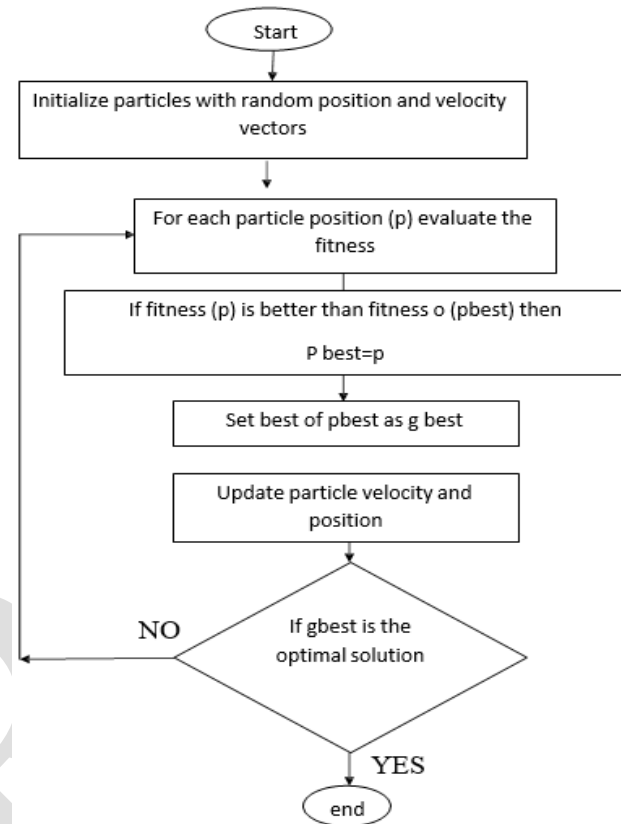 Start
Initialize particles with random position and velocity
vectors
For each particle position (p) evaluate the
fitness
If fitness (p) is better than fitness o (pbest) then
P best=p
Set best of pbest as g best
Update particle velocity and
position
NO
If gbest is the
optimal solution
YES
end